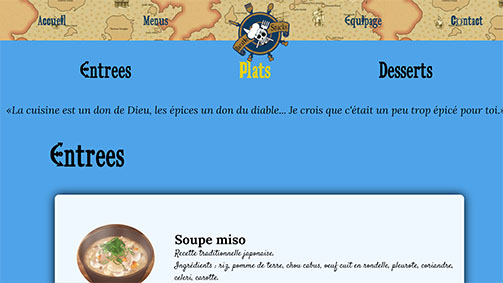 Accueil Menus Equipage Contact
Entrees Plats Desserts
«La cuisine est un don de Dieu, les épices un don du diable... Je crois que c'était un peu trop épicé pour toi.»
Entrees
Soupe miso
Recette traditionnelle japonaise.
Ingrédients : riz, pomme de terre, chou cabus, oeuf cuit en rondelle, pleurote, coriandre,
celeri, carotte.